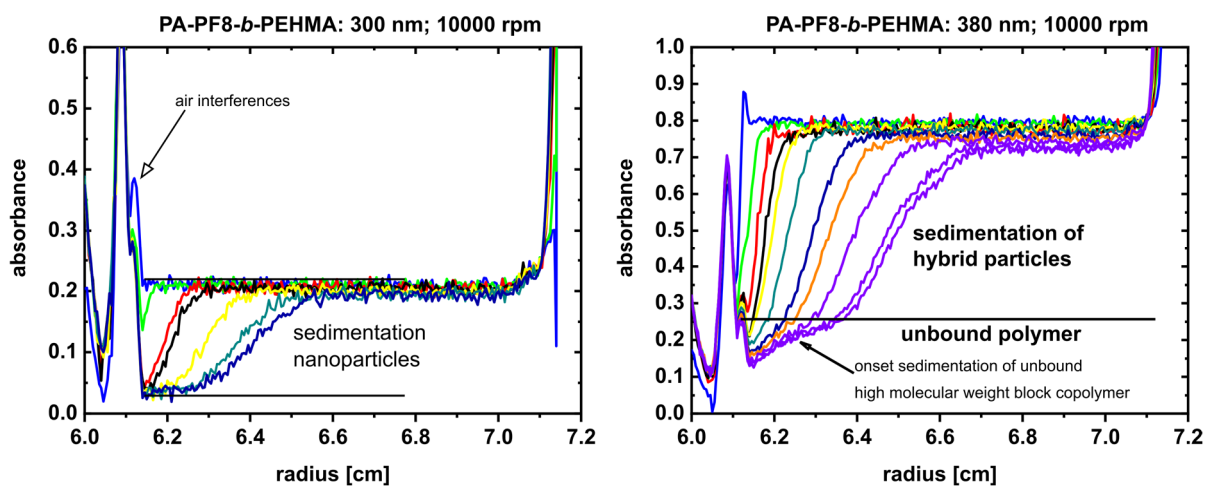 PA-PF8-b-PEHMA: 300 nm; 10000 rpm
0.6
0.5
0.4
0.3
0.2
0.1
0.0
absorbance
air interferences
sedimentation
nanoparticles
6.0 6.2 6.4 6.6 6.8 7.0 7.2
radius [cm]
PA-PF8-b-PEHMA: 380 nm; 10000 rpm
1.0
0.9
0.8
0.7
0.6
0.5
0.4
0.3
0.2
0.1
0.0
absorbance
sedimentation of
hybrid particles
unbound polymer
onset sedimentation of unbound
high molecular weight block copolymer
6.0 6.2 6.4 6.6 6.8 7.0 7.2
radius [cm]